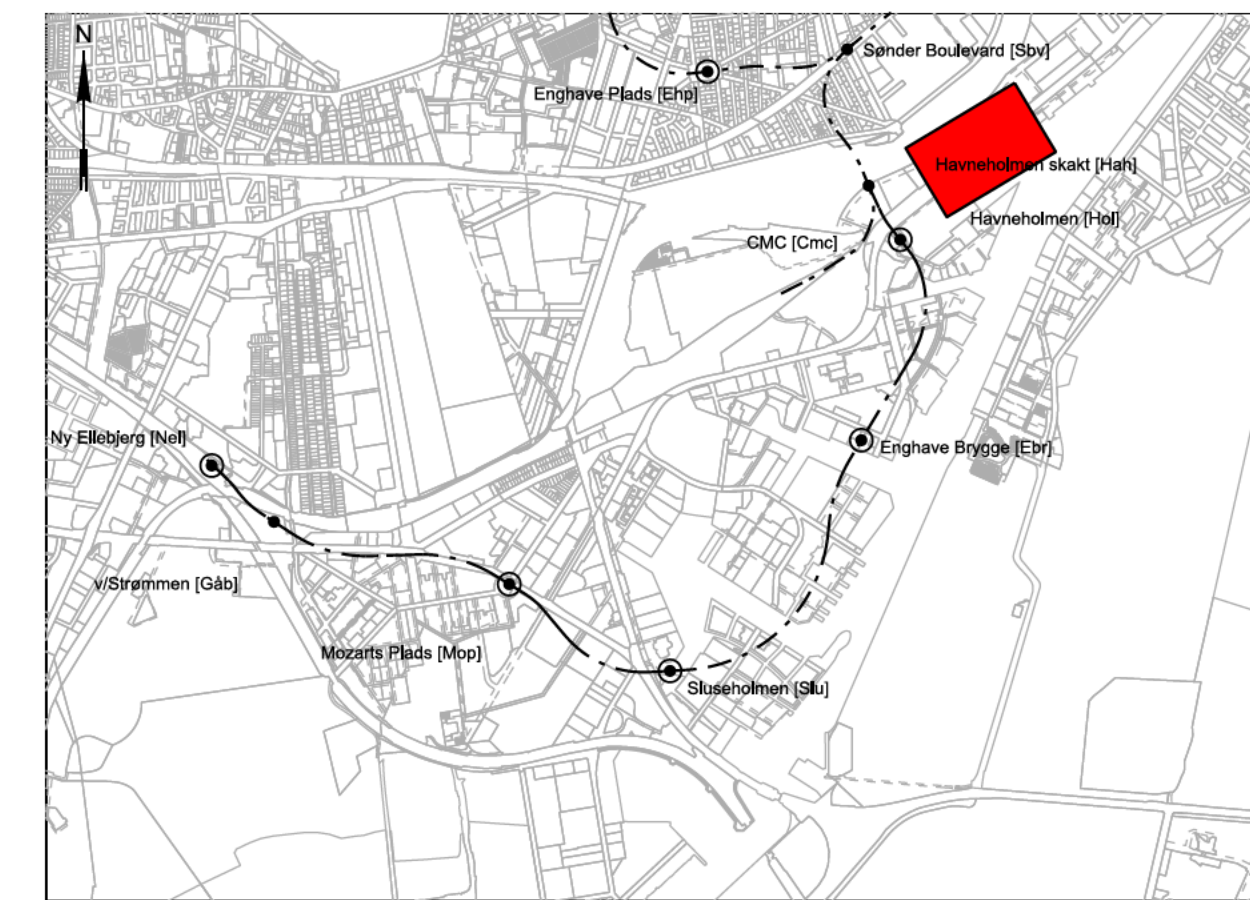 N
Sønder Boulevard [Sbv]
Enghave Plads [Ehp]
Havneholmen skakt [Hah]
Havneholmen [Hol]
CMC [Cmc]
Ny Ellebjerg [Nel]
Enghave Brygge [Ebr]
v/Strømmen [Gåb]
Mozarts Plads [Mop]
Sluseholmen [Slu]